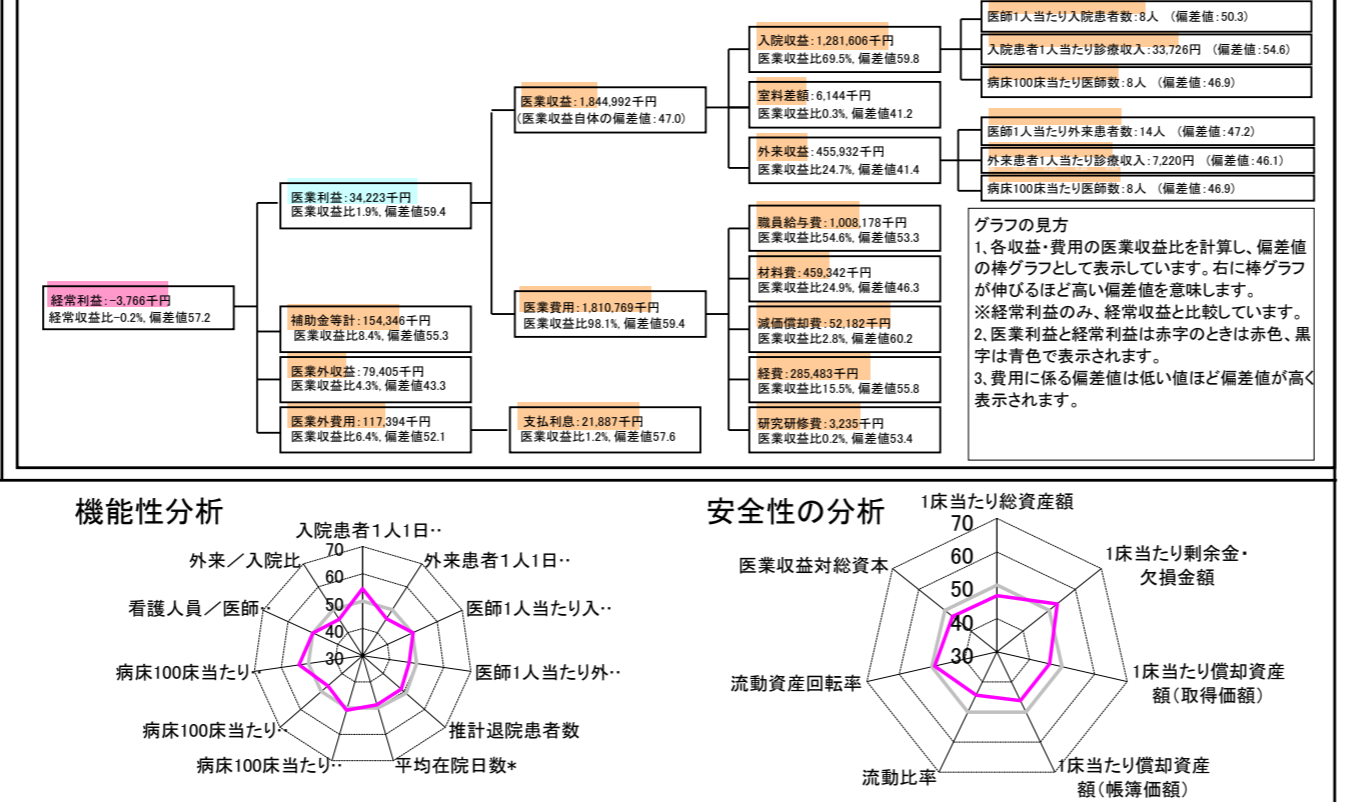 医師1人当たり入院患者数:8人 (偏差値:50.3)
入院収益:1,281,606千円
医業収益比69.5%, 偏差値59.8
入院患者1人当たり診療収入:33,726円 (偏差値:54.6)
病床100床当たり医師数:8人 (偏差値:46.9)
医業収益:1,844,992千円
(医業収益自体の偏差値:47.0)
室料差額:6,144千円
医業収益比0.3%, 偏差値41.2
医師1人当たり外来患者数:14人 (偏差値:47.2)
外来収益:455,932千円
医業収益比24.7%, 偏差値41.4
外来患者1人当たり診療収入:7,220円 (偏差値:46.1)
病床100床当たり医師数:8人 (偏差値:46.9)
医業利益:34,223千円
医業収益比1.9%, 偏差値59.4
職員給与費:1,008,178千円
医業収益比54.6%, 偏差値53.3
材料費:459,342千円
医業収益比24.9%, 偏差値46.3
経常利益:-3,766千円
経常収益比-0.2%, 偏差値57.2
医業費用:1,810,769千円
医業収益比98.1%, 偏差値59.4
補助金等計:154,346千円
医業収益比8.4%, 偏差値55.3
減価償却費:52,182千円
医業収益比2.8%, 偏差値60.2
医業外収益:79,405千円
医業収益比4.3%, 偏差値43.3
経費:285,483千円
医業収益比15.5%, 偏差値55.8
医業外費用:117,394千円
医業収益比6.4%, 偏差値52.1
支払利息:21,887千円
医業収益比1.2%, 偏差値57.6
研究研修費:3,235千円
医業収益比0.2%, 偏差値53.4
グラフの見方
1、各収益・費用の医業収益比を計算し、偏差値
の棒グラフとして表示しています。右に棒グラフ
が伸びるほど高い偏差値を意味します。
※経常利益のみ、経常収益と比較しています。
2、医業利益と経常利益は赤字のときは赤色、黒
字は青色で表示されます。
3、費用に係る偏差値は低い値ほど偏差値が高く
表示されます。
機能性分析
入院患者1人1日‥
外来患者1人1日‥
医師1人当たり入‥
医師1人当たり外‥
推計退院患者数
平均在院日数*
病床100床当たり‥
病床100床当たり‥
病床100床当たり‥
看護人員/医師‥
外来/入院比
70
60
50
40
30
安全性の分析
1床当たり総資産額
1床当たり剰余金・
欠損金額
1床当たり償却資産
額(取得価額)
1床当たり償却資産
額(帳簿価額)
流動比率
流動資産回転率
医業収益対総資本
70
60
50
40
30